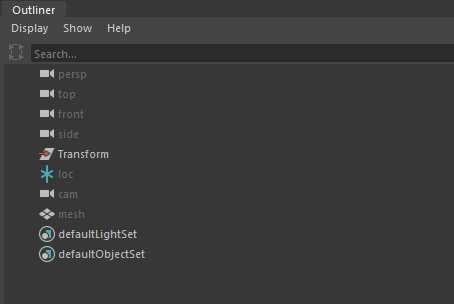 Outliner
Display Show Help
Search...
persp
top
front
side
Transform
loc
cam
mesh
defaultLightSet
defaultObjectSet